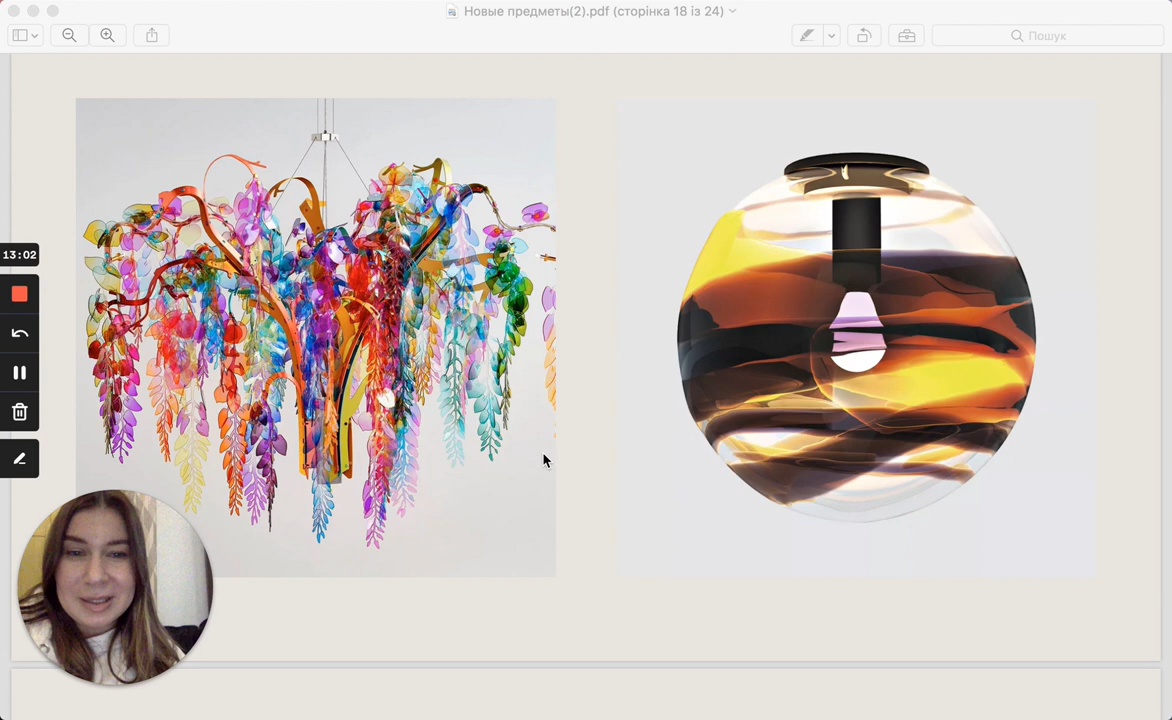 Новые предметы(2).pdf (сторінка 18 із 24)
Пошук
13:02